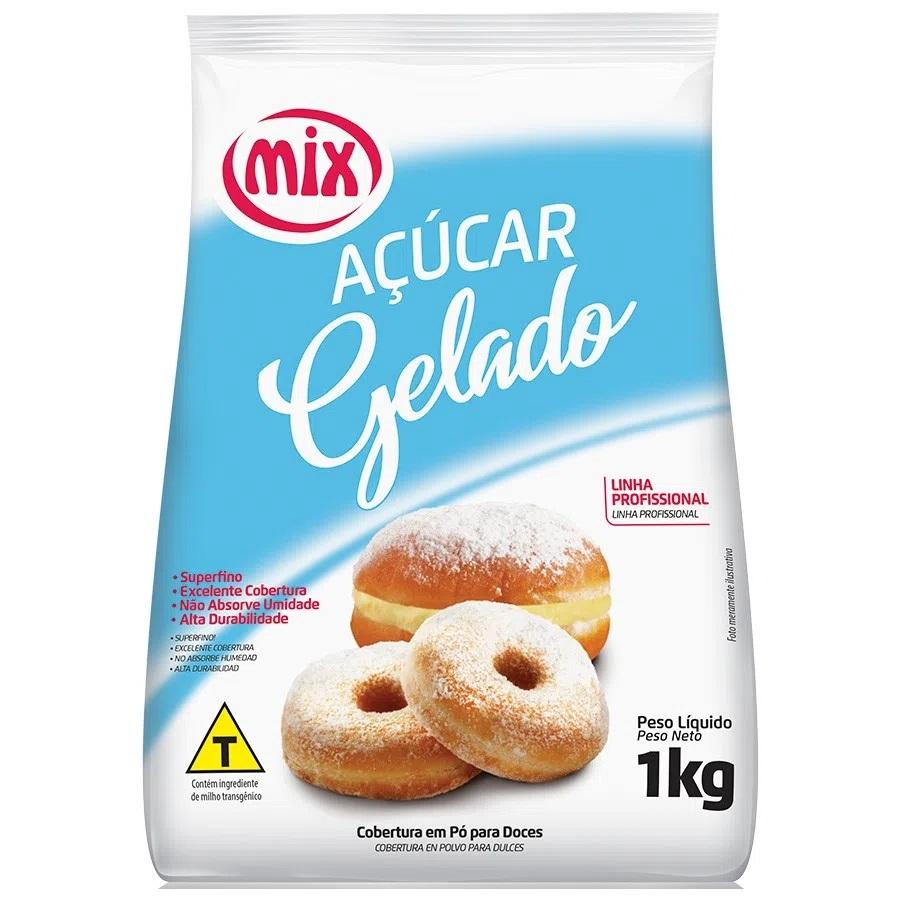 mix
AÇÚCAR
Gelado
LINHA
PROFISSIONAL
LINHA PROFISSIONAL
• Superfino
• Excelente Cobertura
• Não Absorve Umidade
• Alta Durabilidade
• SUPERFINO!
• EXCELENTE COBERTURA
• NO ABSORBE HUMEDAD
• ALTA DURABILIDAD
Foto meramente ilustrativa
T
Contém ingrediente
de milho transgênico
Peso Líquido
Peso Neto
1kg
Cobertura em Pó para Doces
COBERTURA EN POLVO PARA DULCES